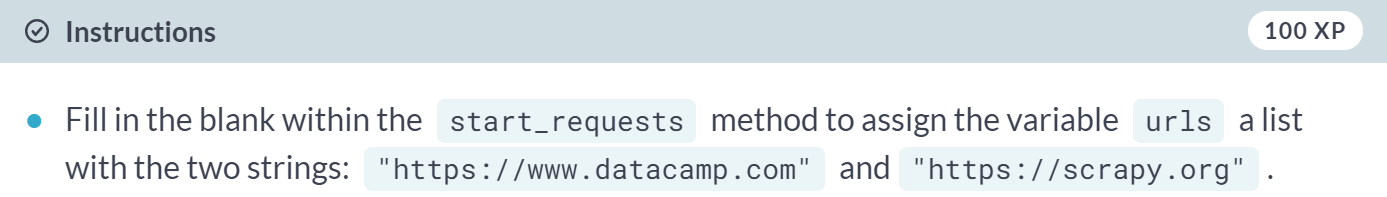 Instructions
100 XP
Fill in the blank within the start_requests method to assign the variable urls a list
with the two strings: "https://www.datacamp.com" and "https://scrapy.org" .